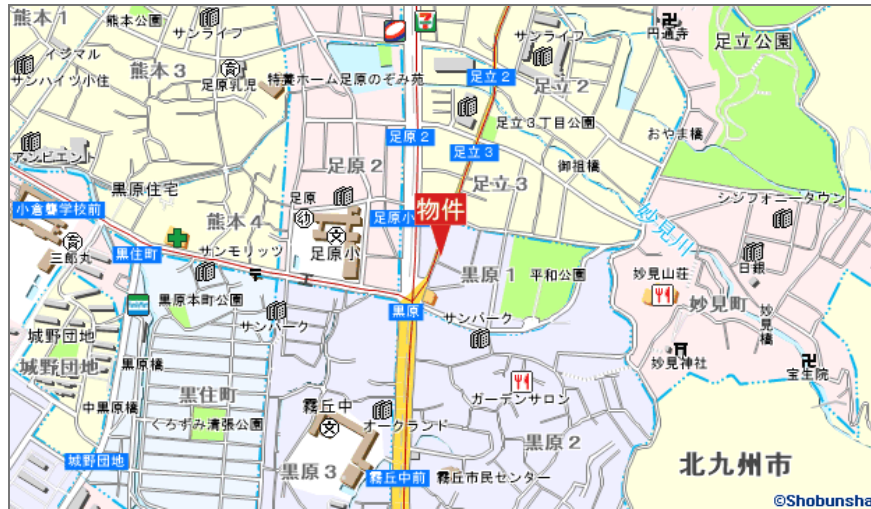 熊本1
熊本公園
サンライフ
サンライフ
円通寺
足立公園
イジマル
熊本3
サンハイツ小住
足原乳児
特養ホーム足原のぞみ苑
足立2
足立2
足立3丁目公園
足原2
おやま橋
アンピエント
足原2
足立3
御祖橋
黒原住宅
足原
足立3
シンフォニータウン
小倉聾学校前
熊本4
足原小
物件
妙見川
三郎丸
黒住町
サンモリッツ
足原小
黒原1
平和公園
妙見山荘
日銀
黒原本町公園
黒原
サンパーク
サンパーク
妙見町
妙見橋
城野団地
黒原橋
妙見神社
宝生院
城野団地
黒住町
ガーデンサロン
中黒原橋
霧丘中
オークランド
くろずみ清張公園
黒原2
城野団地
黒原3
霧丘中前
霧丘市民センター
北九州市
©Shobunsha